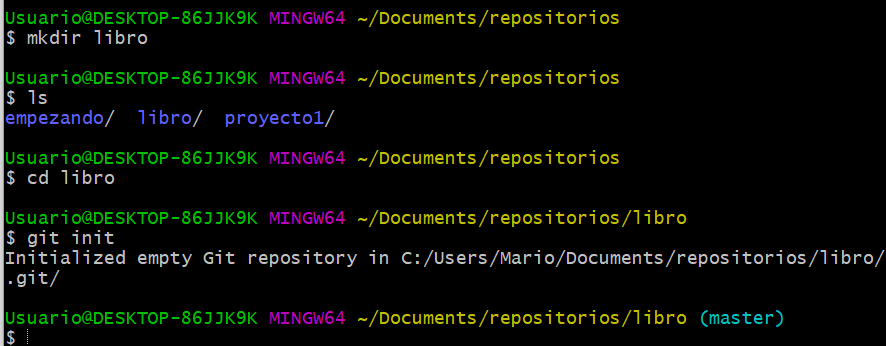 Usuario@DESKTOP-86JJK9K MINGW64 ~/Documents/repositorios
$ mkdir libro
Usuario@DESKTOP-86JJK9K MINGW64 ~/Documents/repositorios
$ ls
empezando/  libro/  proyecto1/
Usuario@DESKTOP-86JJK9K MINGW64 ~/Documents/repositorios
$ cd libro
Usuario@DESKTOP-86JJK9K MINGW64 ~/Documents/repositorios/libro
$ git init
Initialized empty Git repository in C:/Users/Mario/Documents/repositorios/libro/
.git/
Usuario@DESKTOP-86JJK9K MINGW64 ~/Documents/repositorios/libro (master)
$